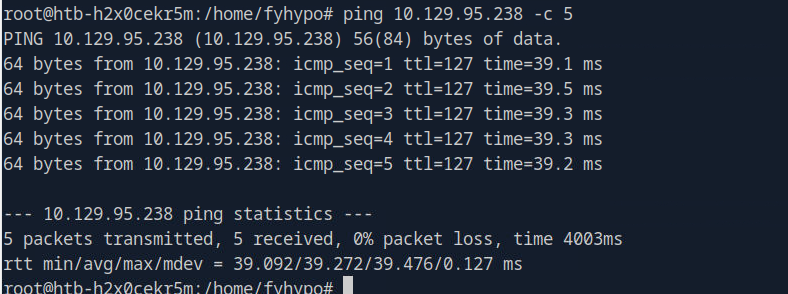 root@htb-h2x0cekr5m:/home/fyhypo# ping 10.129.95.238 -c 5
PING 10.129.95.238 (10.129.95.238) 56(84) bytes of data.
64 bytes from 10.129.95.238: icmp_seq=1 ttl=127 time=39.1 ms
64 bytes from 10.129.95.238: icmp_seq=2 ttl=127 time=39.5 ms
64 bytes from 10.129.95.238: icmp_seq=3 ttl=127 time=39.3 ms
64 bytes from 10.129.95.238: icmp_seq=4 ttl=127 time=39.3 ms
64 bytes from 10.129.95.238: icmp_seq=5 ttl=127 time=39.2 ms
--- 10.129.95.238 ping statistics ---
5 packets transmitted, 5 received, 0% packet loss, time 4003ms
rtt min/avg/max/mdev = 39.092/39.272/39.476/0.127 ms
root@htb-h2x0cekr5m:/home/fyhypo#